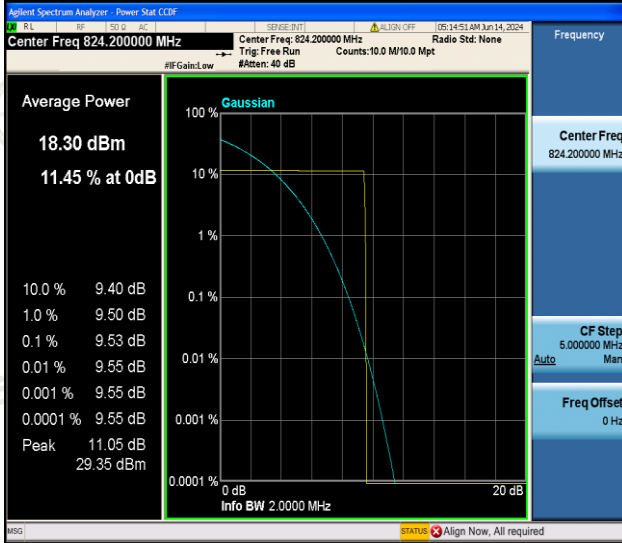 Agilent Spectrum Analyzer - Power Stat CCDF
RL RF 50 Ω AC SENSE:INT ALIGN OFF 05:14:51 AM Jun 14, 2024
Center Freq 824.200000 MHz
Center Freq: 824.200000 MHz Radio Std: None
Trig: Free Run Counts:10.0 M/10.0 Mpt
#IFGain:Low #Atten: 40 dB
Frequency
Average Power
18.30 dBm
11.45 % at 0dB
10.0 % 9.40 dB
1.0 % 9.50 dB
0.1 % 9.53 dB
0.01 % 9.55 dB
0.001 % 9.55 dB
0.0001 % 9.55 dB
Peak 11.05 dB
29.35 dBm
100 % Gaussian
10 %
1 %
0.1 %
0.01 %
0.001 %
0.0001 %
0 dB 20 dB
Info BW 2.0000 MHz
Center Freq
824.200000 MHz
CF Step
5.000000 MHz
Auto Man
Freq Offset
0 Hz
MSG STATUS Align Now, All required